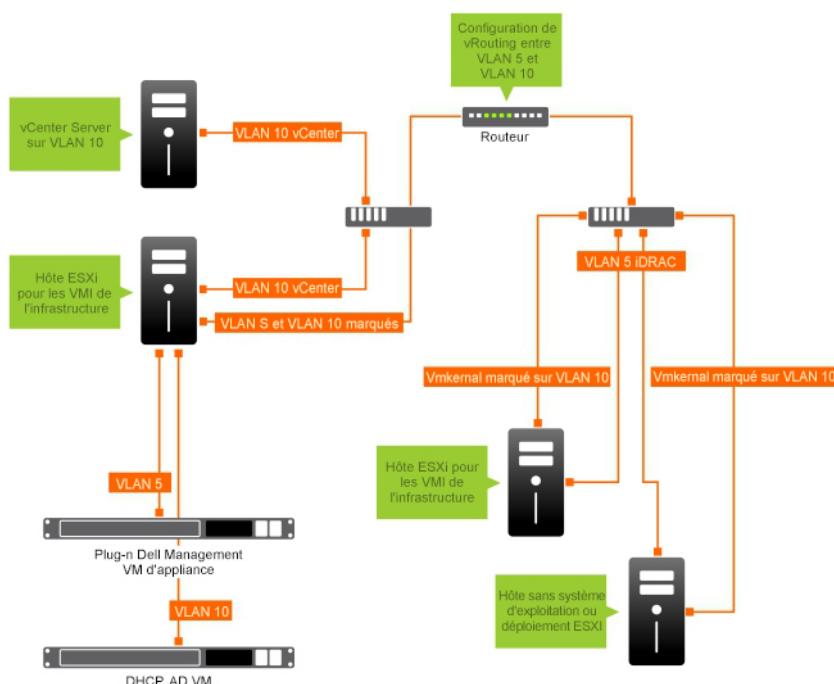 Configuration de
vRouting entre
VLAN 5 et
VLAN 10
vCenter Server
sur VLAN 10
VLAN 10 vCenter
Routeur
Hôte ESXi
pour les VMI de
l'infrastructure
VLAN 10 vCenter
VLAN S et VLAN 10 marqués
VLAN 5 iDRAC
Vmkernal marqué sur VLAN 10
Vmkernal marqué sur VLAN 10
Hôte ESXi pour
les VMI de
l'infrastructure
VLAN 5
Plug-n Dell Management
VM d'appliance
VLAN 10
Hôte sans système
d'exploitation ou
déploiement ESXI
DHCP, AD VM